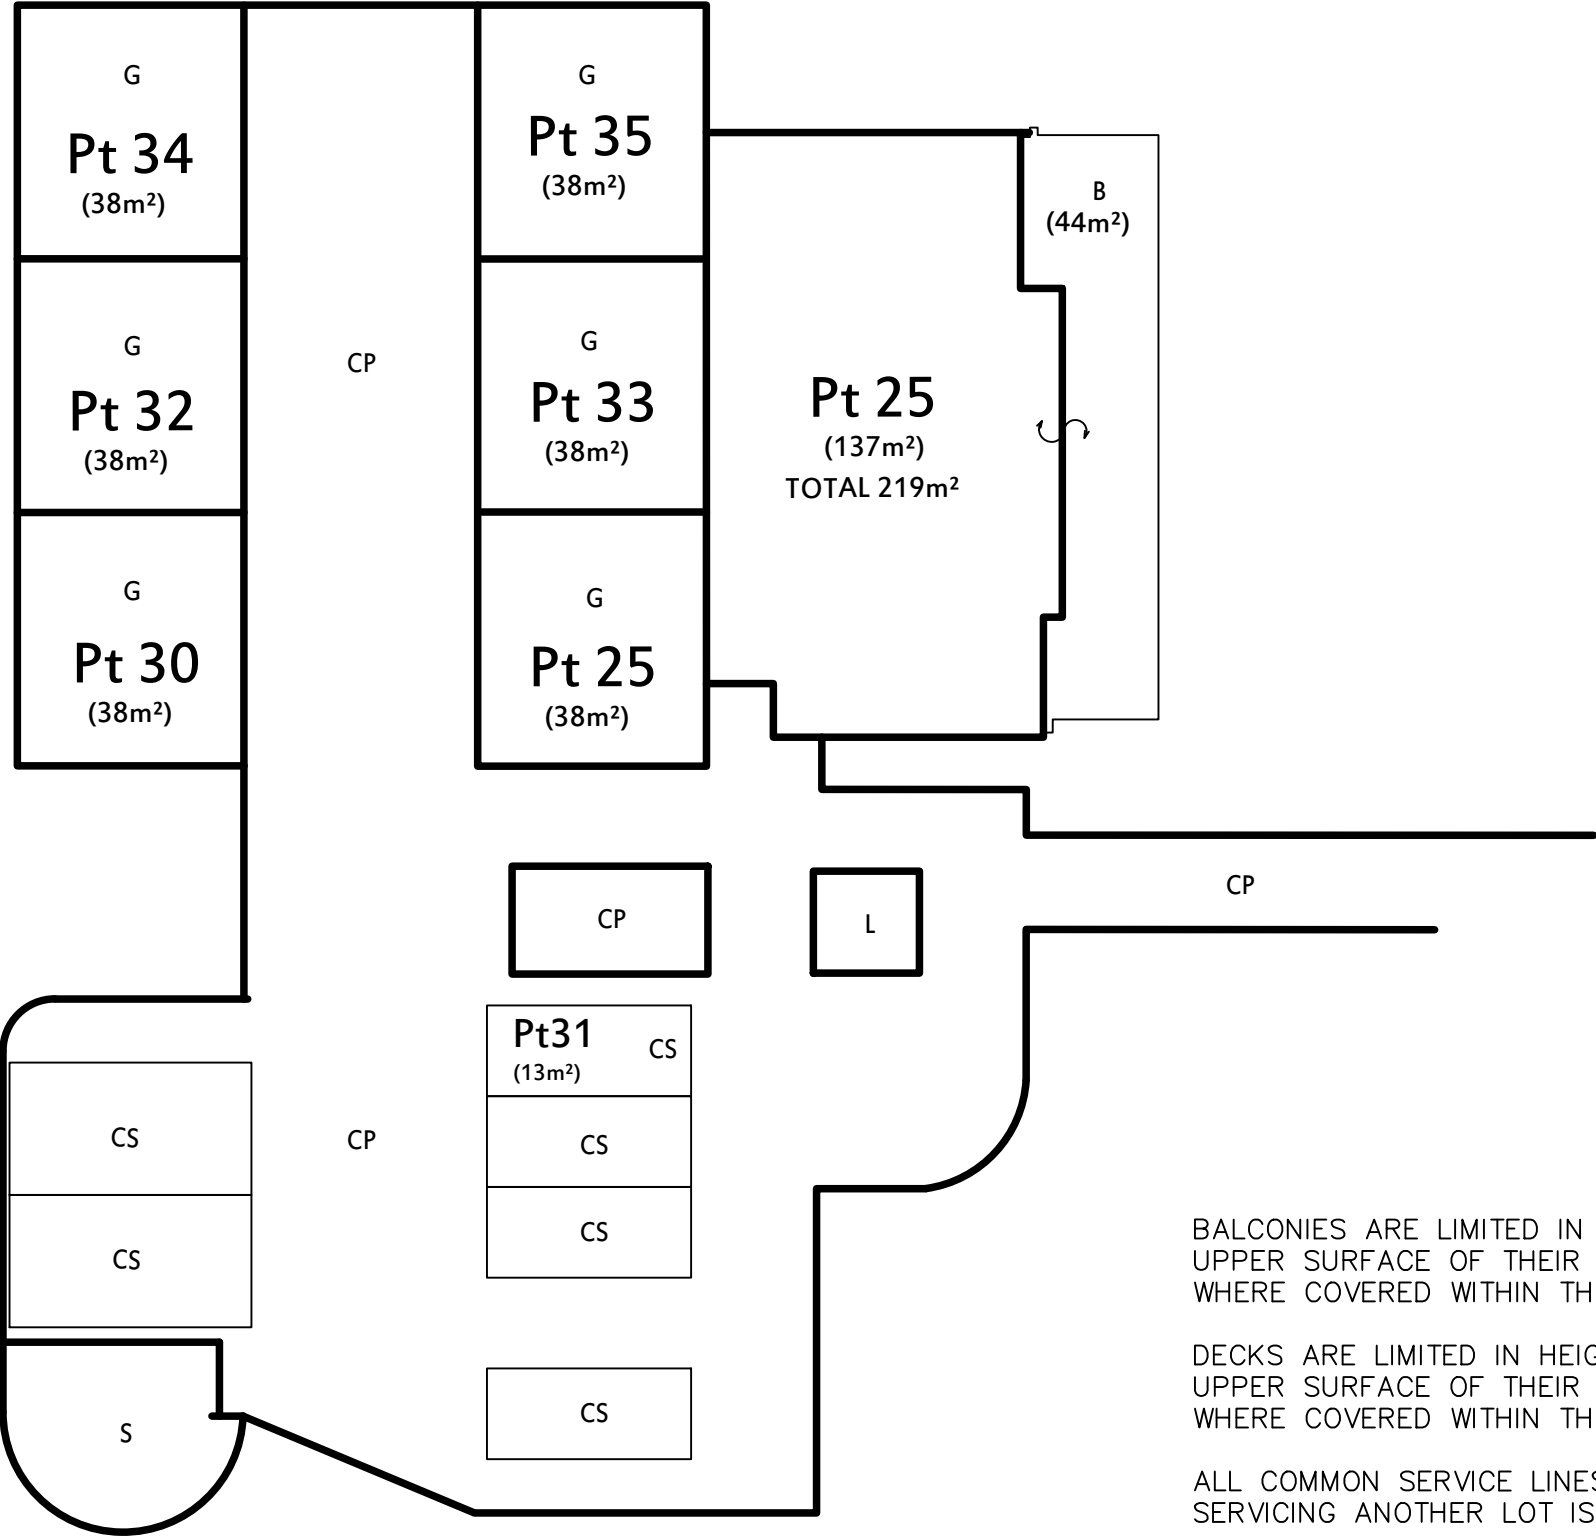 G
Pt 34
(38m²)
G
Pt 35
(38m²)
B
(44m²)
G
Pt 32
(38m²)
CP
G
Pt 33
(38m²)
Pt 25
(137m²)
TOTAL 219m²
G
Pt 30
(38m²)
G
Pt 25
(38m²)
CP
L
CP
Pt31
(13m²)
CS
CS
CP
CS
CS
CS
S
CS
BALCONIES ARE LIMITED IN
UPPER SURFACE OF THEIR
WHERE COVERED WITHIN TH
DECKS ARE LIMITED IN HEIG
UPPER SURFACE OF THEIR
WHERE COVERED WITHIN TH
ALL COMMON SERVICE LINES
SERVICING ANOTHER LOT IS